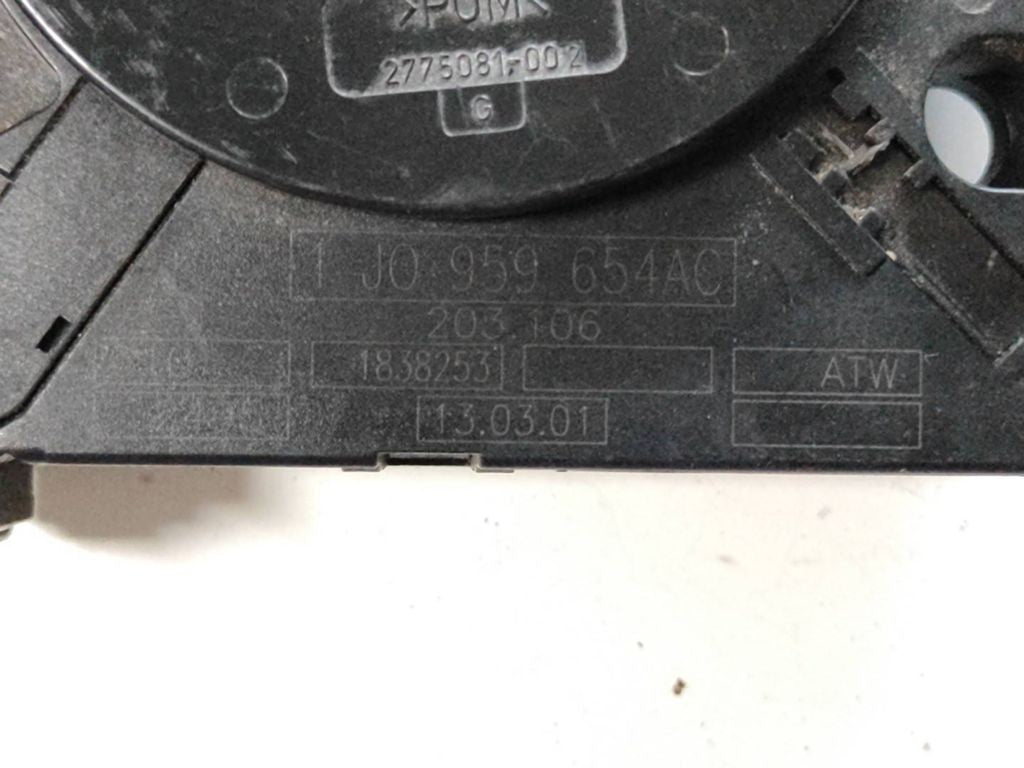 >POM<
2775081-002
G
1 J0 959 654AC
203 106
1838253 ATW
13.03.01